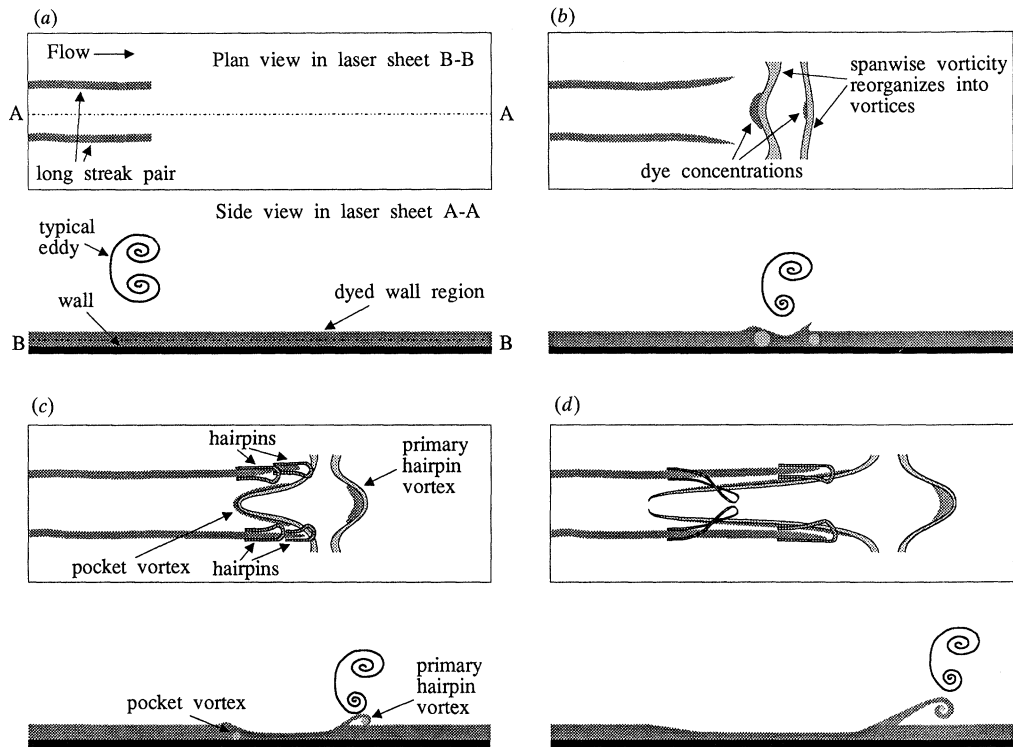 (a)
Flow
Plan view in laser sheet B-B
A
A
long streak pair
Side view in laser sheet A-A
typical
eddy
wall
dyed wall region
B
B
(b)
spanwise vorticity
reorganizes into
vortices
dye concentrations
(c)
hairpins
primary
hairpin
vortex
pocket vortex
hairpins
pocket vortex
primary
hairpin
vortex
(d)